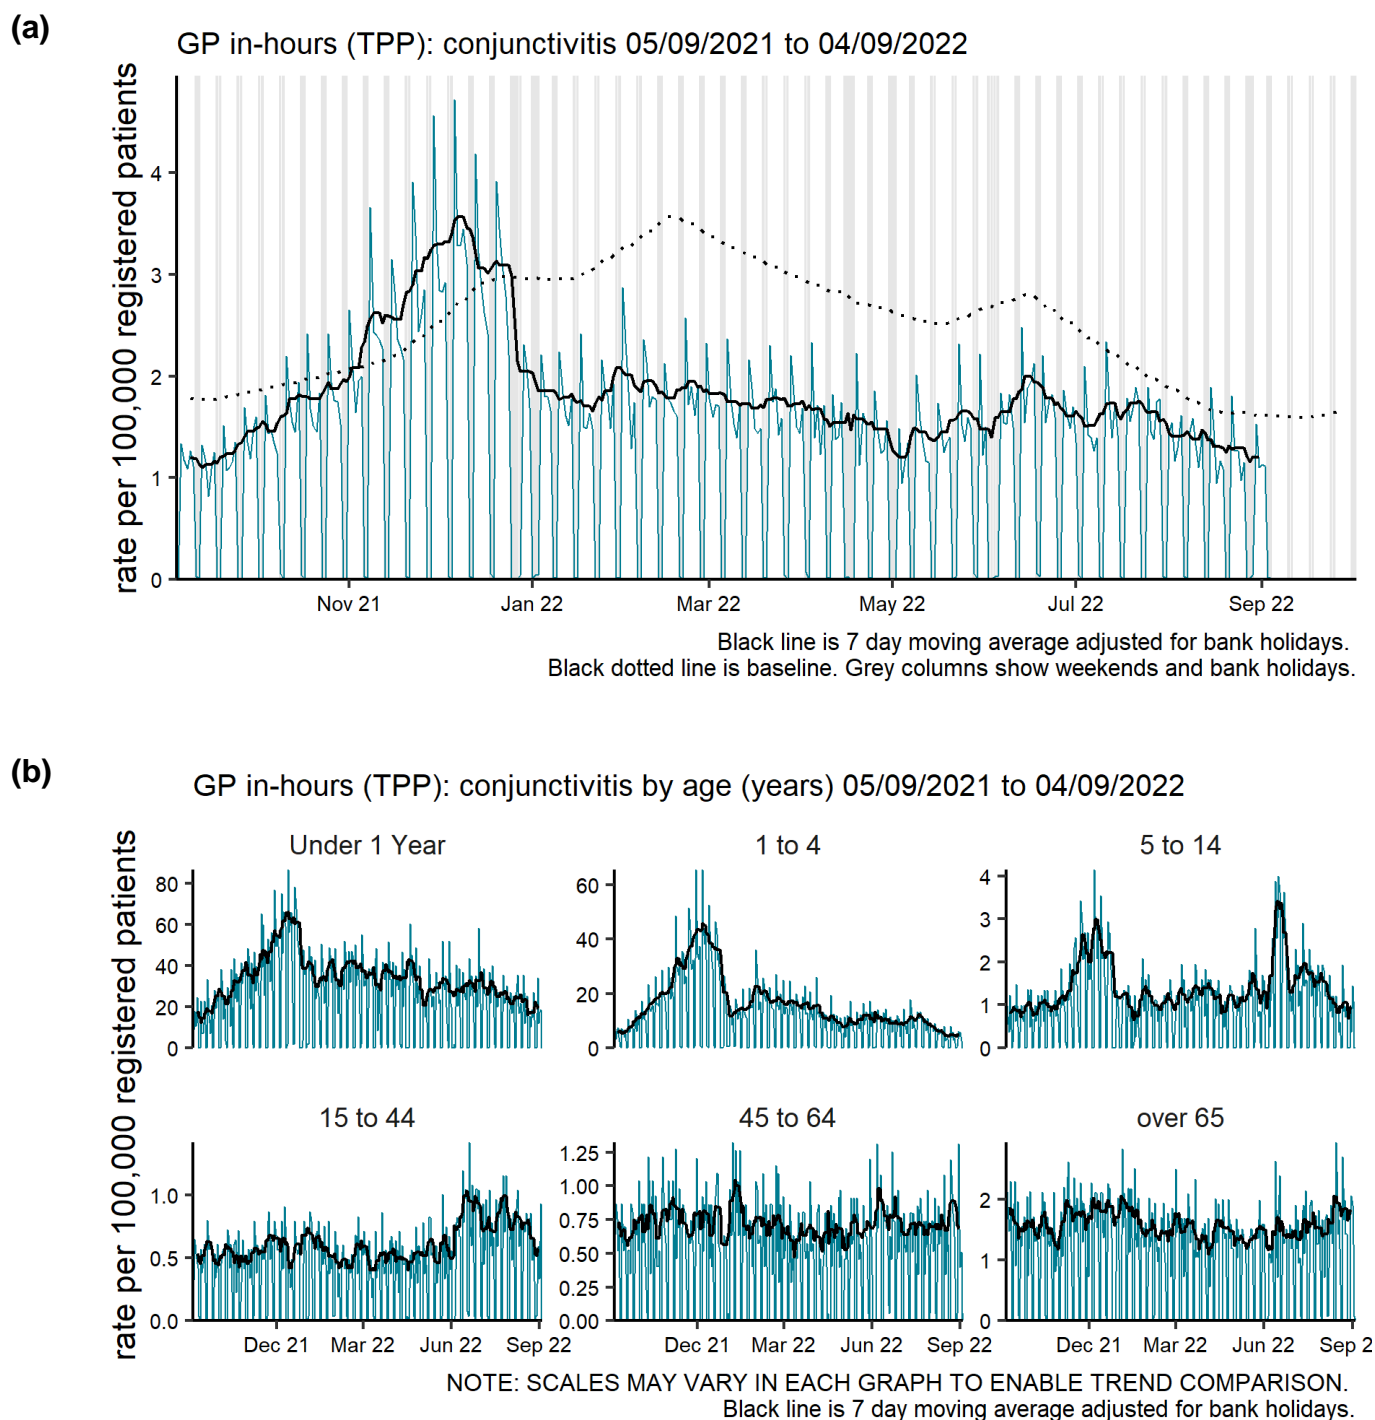 (a)
GP in-hours (TPP): conjunctivitis 05/09/2021 to 04/09/2022
rate per 100,000 registered patients
4
3
2
1
0
Nov 21 Jan 22 Mar 22 May 22 Jul 22 Sep 22
Black line is 7 day moving average adjusted for bank holidays.
Black dotted line is baseline. Grey columns show weekends and bank holidays.
(b)
GP in-hours (TPP): conjunctivitis by age (years) 05/09/2021 to 04/09/2022
rate per 100,000 registered patients
Under 1 Year
80
60
40
20
0
1 to 4
60
40
20
0
5 to 14
4
3
2
1
0
15 to 44
1.0
0.5
0.0
Dec 21 Mar 22 Jun 22 Sep 22
45 to 64
1.25
1.00
0.75
0.50
0.25
0.00
Dec 21 Mar 22 Jun 22 Sep 22
over 65
2
1
0
Dec 21 Mar 22 Jun 22 Sep 2
NOTE: SCALES MAY VARY IN EACH GRAPH TO ENABLE TREND COMPARISON.
Black line is 7 day moving average adjusted for bank holidays.